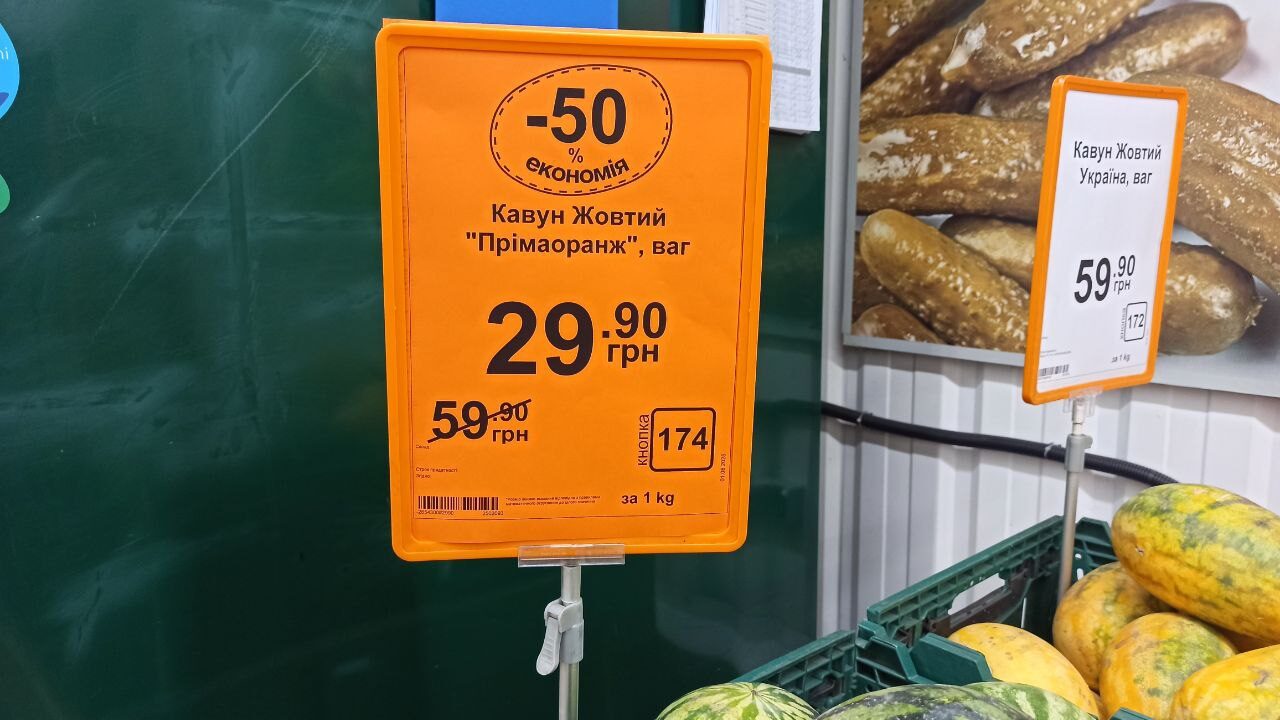 -50
%
економія
Кавун Жовтий
"Прімаоранж", ваг
29.90
грн
59.90
грн
кнопка
174
за 1 kg
Кавун Жовтий
Україна, ваг
59.90
грн
кнопка
172
за 1 kg